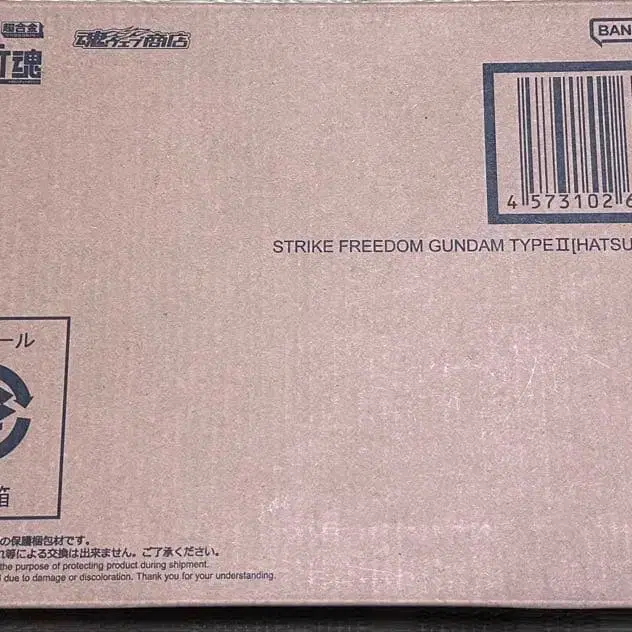 超合金
魂
魂ウェブ商店
BAN
4 573102 6
STRIKE FREEDOM GUNDAM TYPEⅡ[HATSU
ール
箱
の保護梱包材です。
れ等による交換は出来ません。ご了承ください。
the purpose of protecting product during shipment.
due to damage or discoloration. Thank you for your understanding.